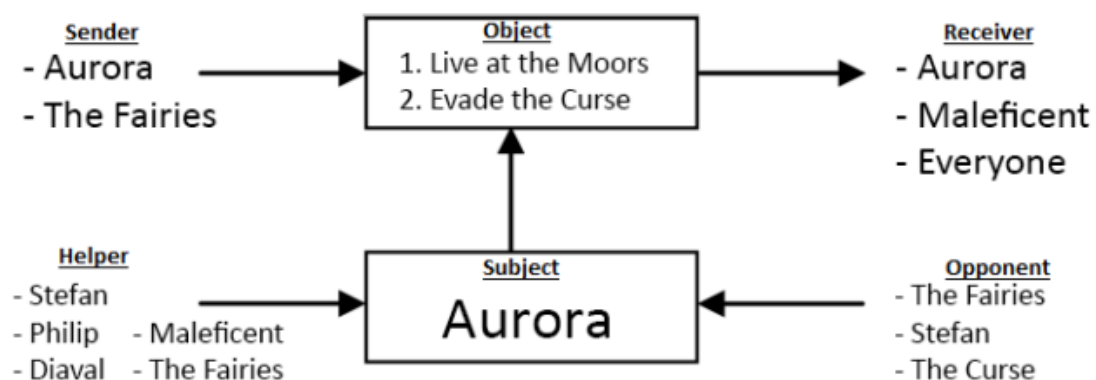 Sender
- Aurora
- The Fairies
Object
1. Live at the Moors
2. Evade the Curse
Receiver
- Aurora
- Maleficent
- Everyone
Helper
- Stefan
- Philip - Maleficent
- Diaval - The Fairies
Subject
Aurora
Opponent
- The Fairies
- Stefan
- The Curse